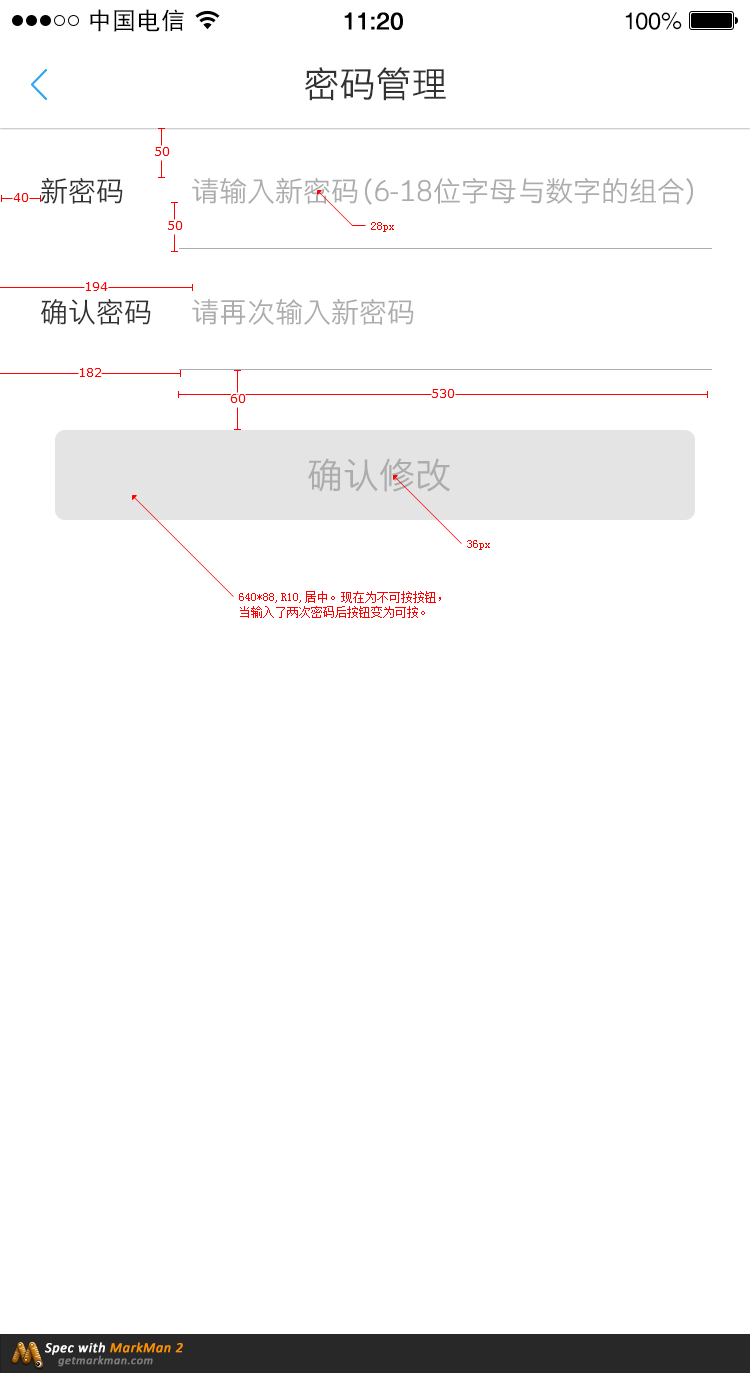 中国电信 11:20 100%
密码管理
50
新密码 请输入新密码(6-18位字母与数字的组合)
40
50
28px
194
确认密码 请再次输入新密码
182
530
60
确认修改
36px
640*88,R10,居中。现在为不可按按钮，
当输入了两次密码后按钮变为可按。
Spec with MarkMan 2
getmarkman.com